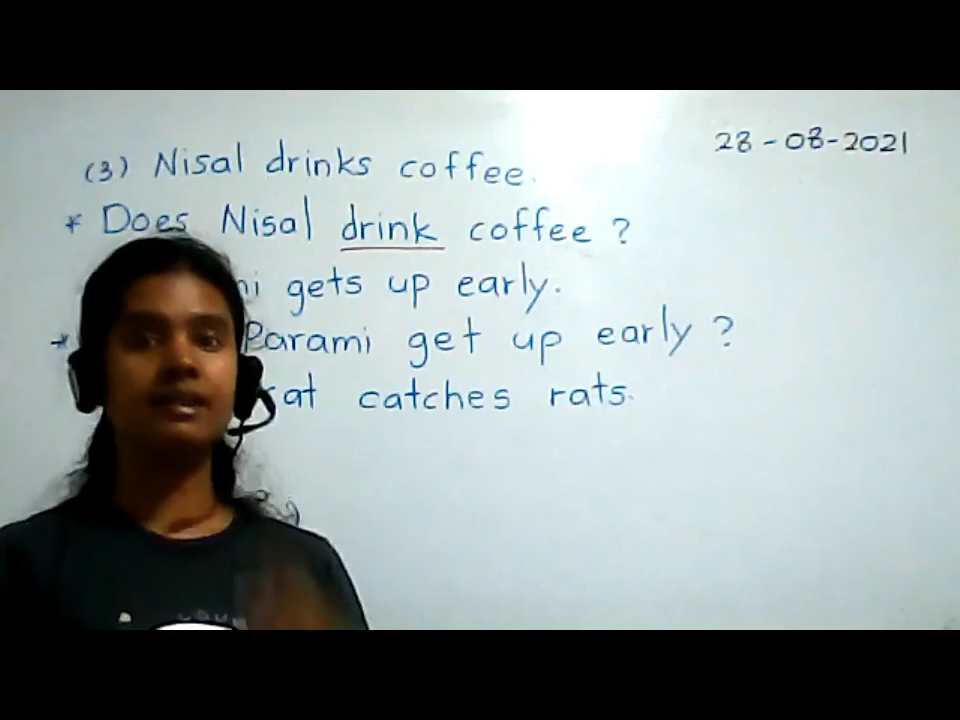 28-08-2021
(3) Nisal drinks coffee.
* Does Nisal drink coffee ?
gets up early.
* Parami get up early ?
catches rats.